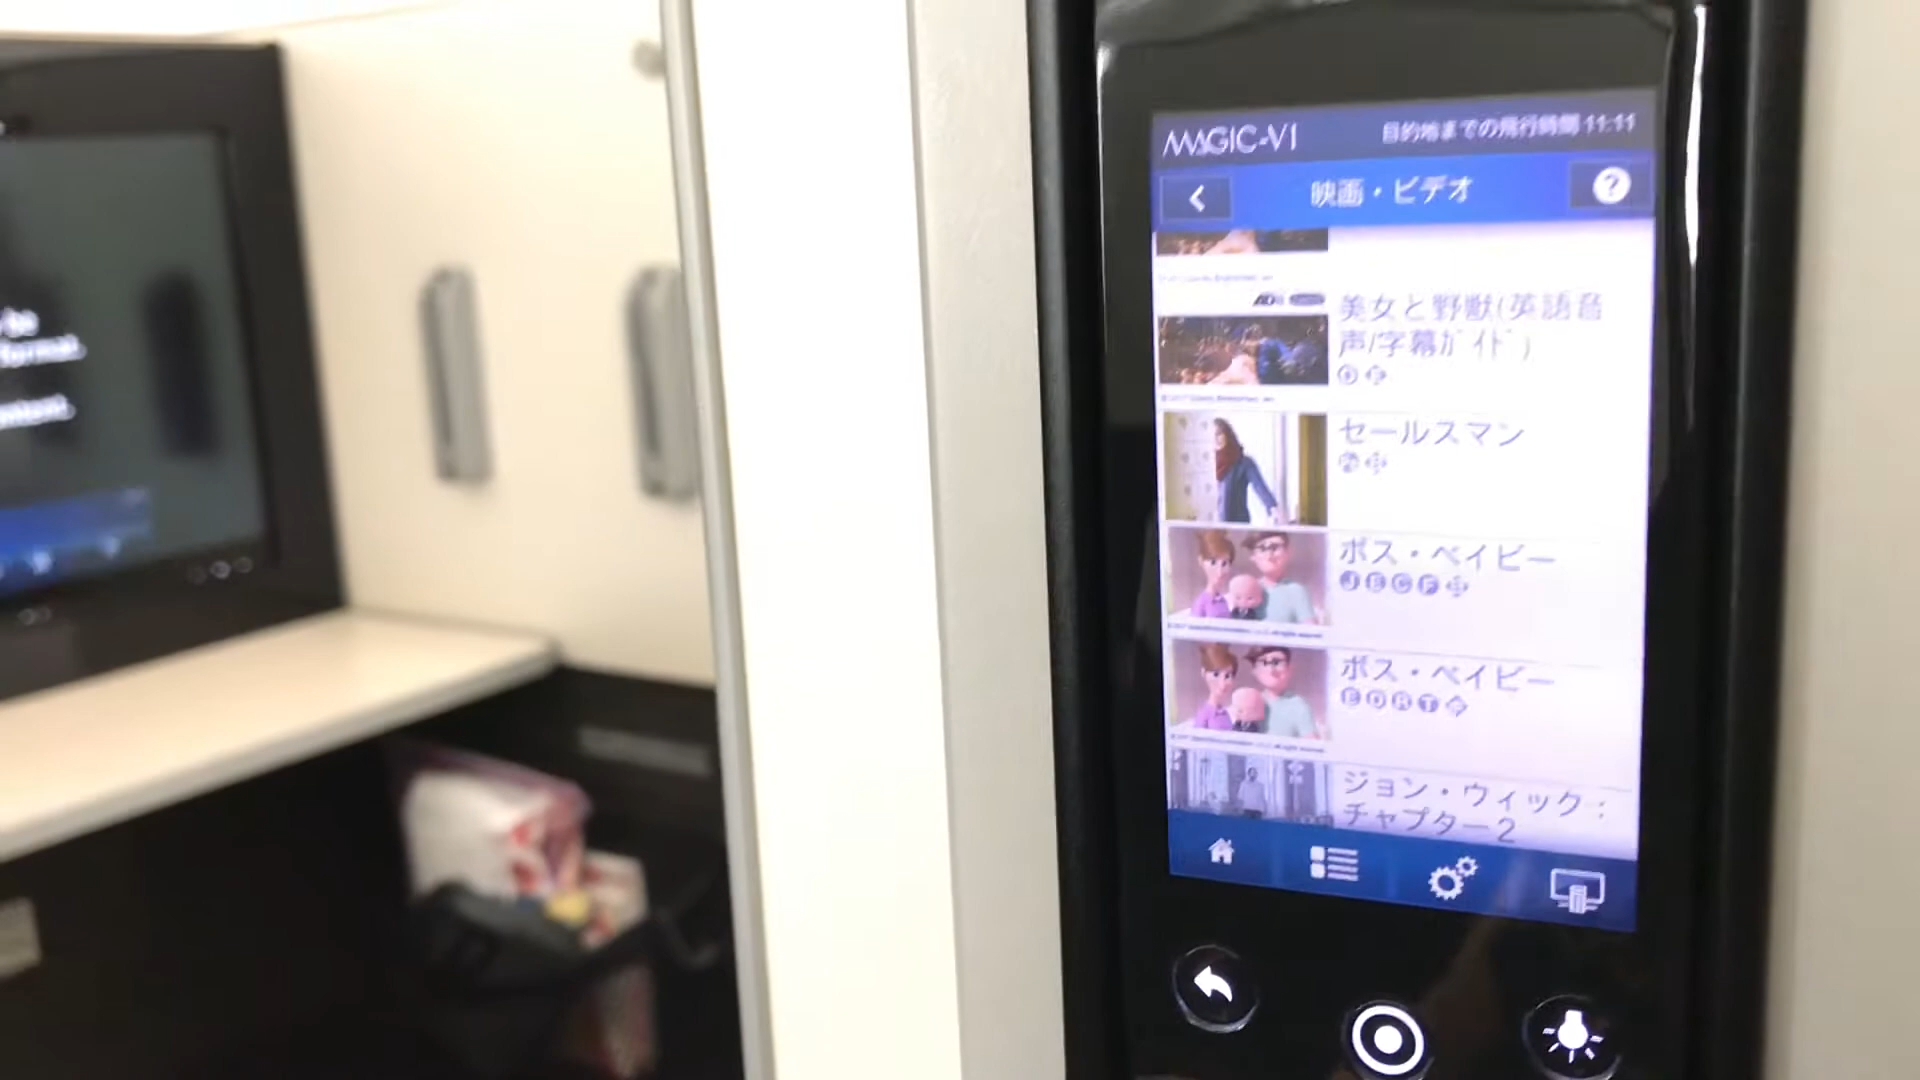 MAGIC-VI
目的地までの飛行時間 11:11
映画・ビデオ
?
美女と野獣(英語音
声/字幕ｶﾞｲﾄﾞ)
セールスマン
ボス・ベイビー
J E C F
ボス・ベイビー
ジョン・ウィック：
チャプター2
be
format.